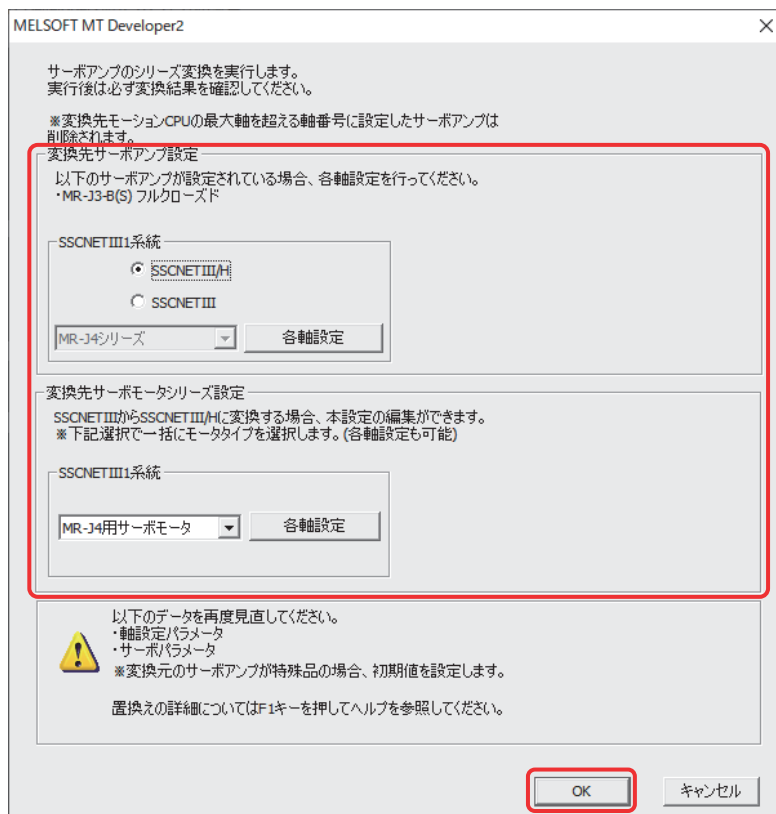 MELSOFT MT Developer2
サーボアンプのシリーズ変換を実行します。
実行後は必ず変換結果を確認してください。
※変換先モーションCPUの最大軸を超える軸番号に設定したサーボアンプは
削除されます。
変換先サーボアンプ設定
以下のサーボアンプが設定されている場合、各軸設定を行ってください。
・MR-J3-B(S) フルクローズド
SSCNETIII1系統
SSCNETIII/H
SSCNETIII
MR-J4シリーズ
各軸設定
変換先サーボモータシリーズ設定
SSCNETIIIからSSCNETIII/Hに変換する場合、本設定の編集ができます。
※下記選択で一括にモータタイプを選択します。(各軸設定も可能)
SSCNETIII1系統
MR-J4用サーボモータ
各軸設定
以下のデータを再度見直してください。
・軸設定パラメータ
・サーボパラメータ
※変換元のサーボアンプが特殊品の場合、初期値を設定します。
置換えの詳細についてはF1キーを押してヘルプを参照してください。
OK
キャンセル